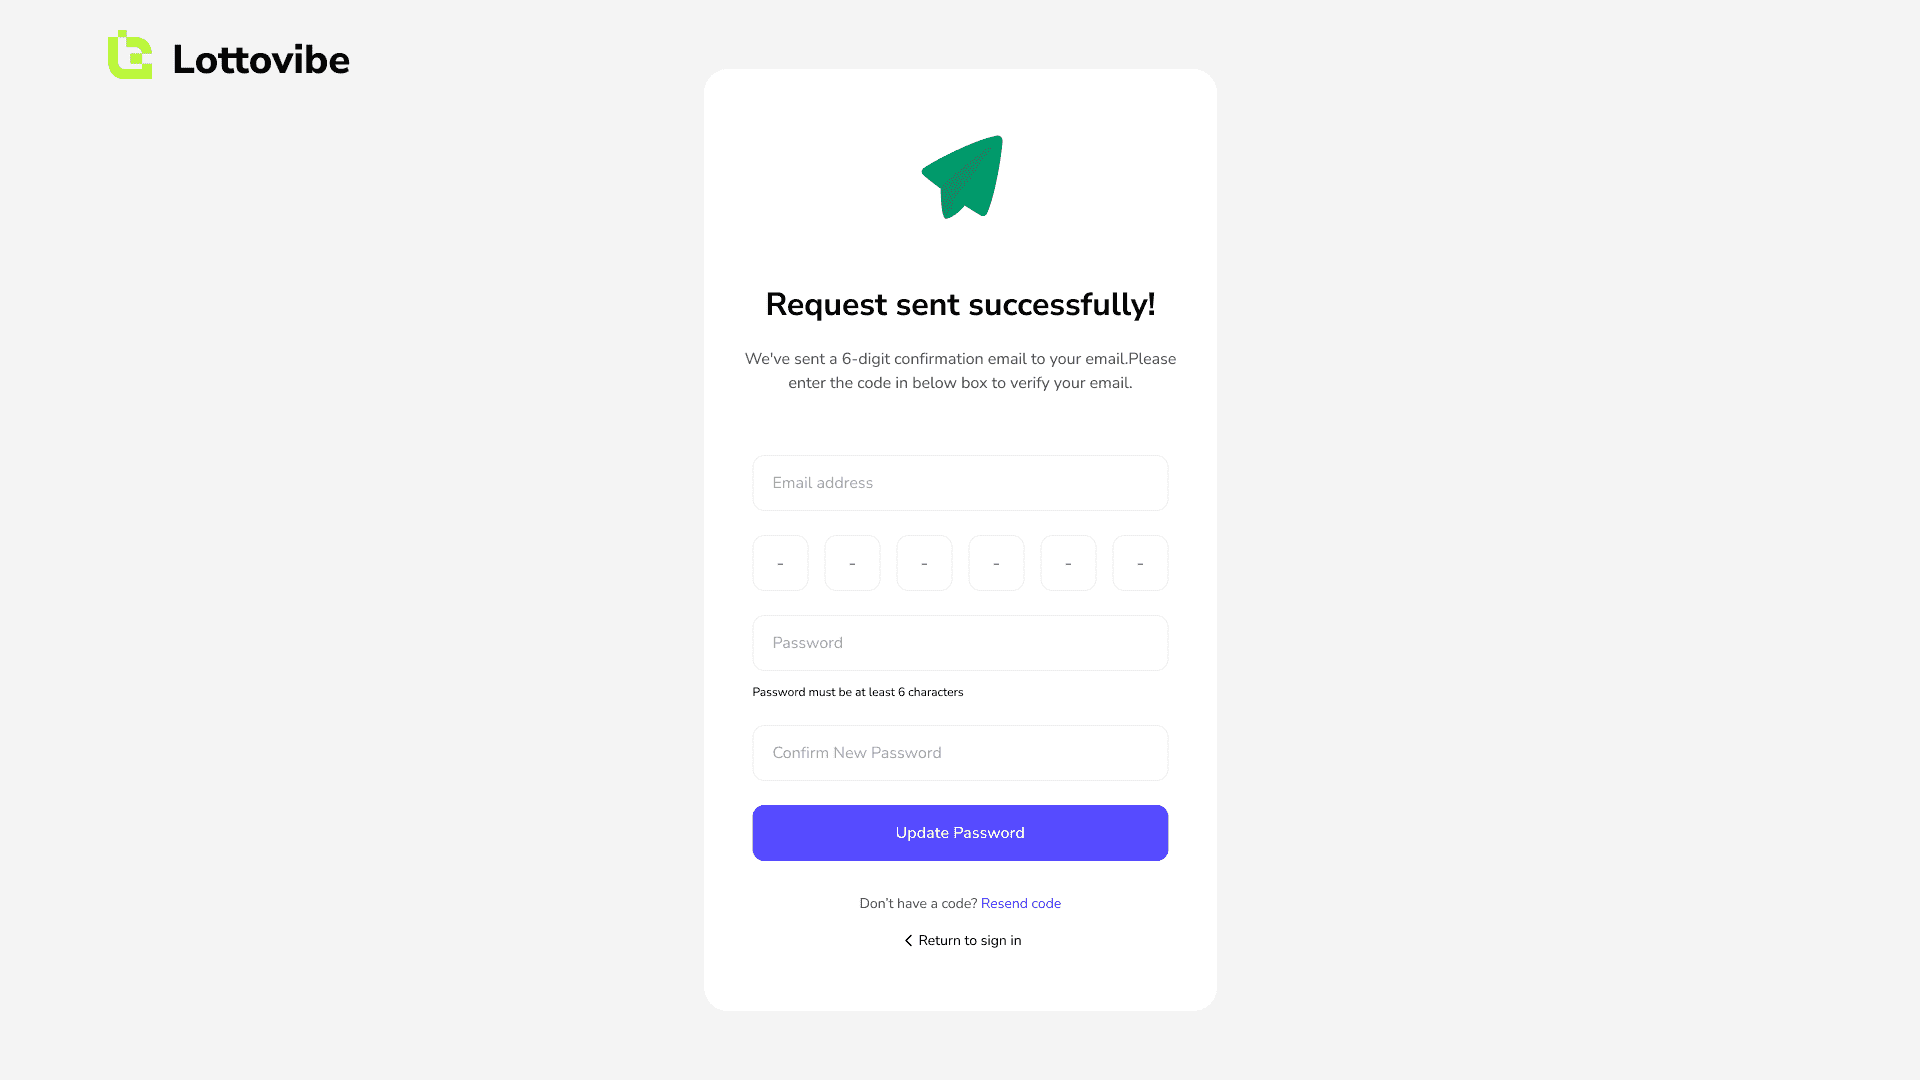 Lottovibe
Request sent successfully!
We've sent a 6-digit confirmation email to your email.Please
enter the code in below box to verify your email.
Email address
- - - - - -
Password
Password must be at least 6 characters
Confirm New Password
Update Password
Don't have a code? Resend code
Return to sign in